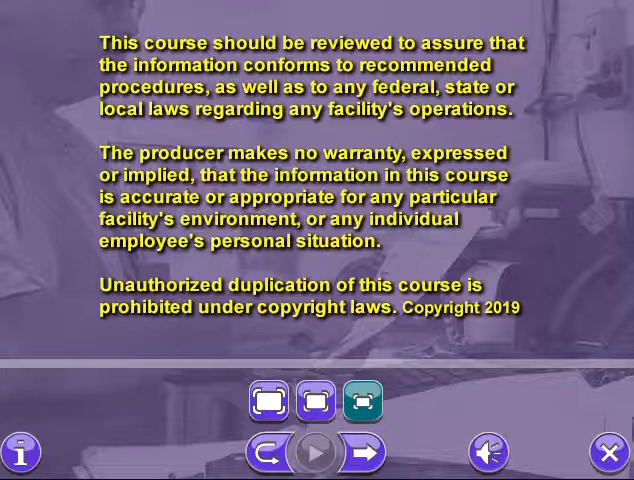 This course should be reviewed to assure that
the information conforms to recommended
procedures, as well as to any federal, state or
local laws regarding any facility's operations.
The producer makes no warranty, expressed
or implied, that the information in this course
is accurate or appropriate for any particular
facility's environment, or any individual
employee's personal situation.
Unauthorized duplication of this course is
prohibited under copyright laws. Copyright 2019